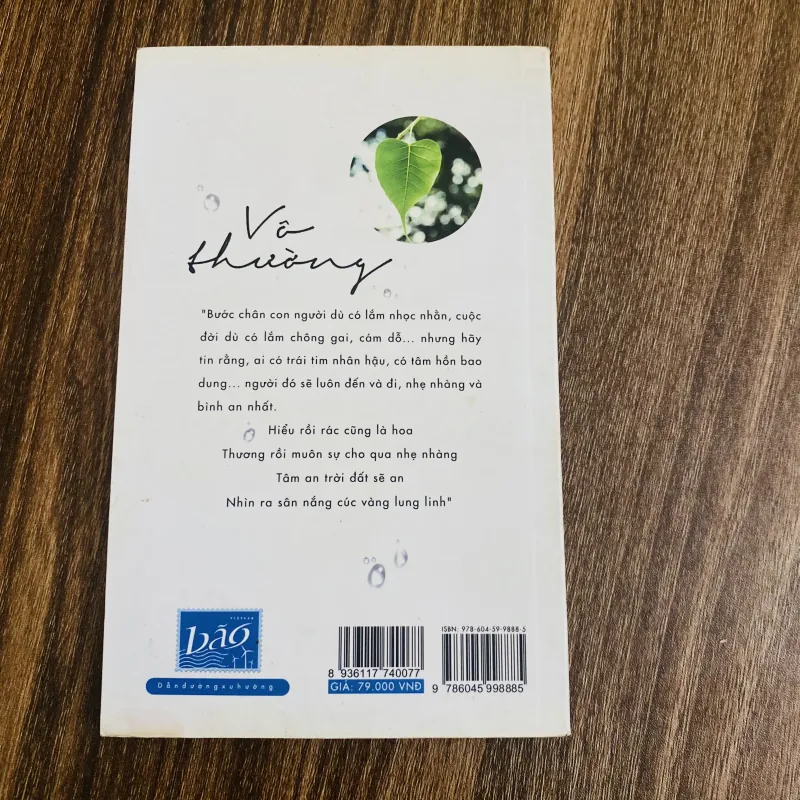 Vô
thường
"Bước chân con người dù có lắm nhọc nhằn, cuộc
đời dù có lắm chông gai, cám dỗ... nhưng hãy
tin rằng, ai có trái tim nhân hậu, có tâm hồn bao
dung... người đó sẽ luôn đến và đi, nhẹ nhàng và
bình an nhất.
Hiểu rồi rác cũng là hoa
Thương rồi muôn sự cho qua nhẹ nhàng
Tâm an trời đất sẽ an
Nhìn ra sân nắng cúc vàng lung linh"
VIETNAM
bão
Dẫnđườngxuhướng
8 936117 740077
GIÁ: 79.000 VNĐ
ISBN: 978-604-59-9888-5
9 786045 998885